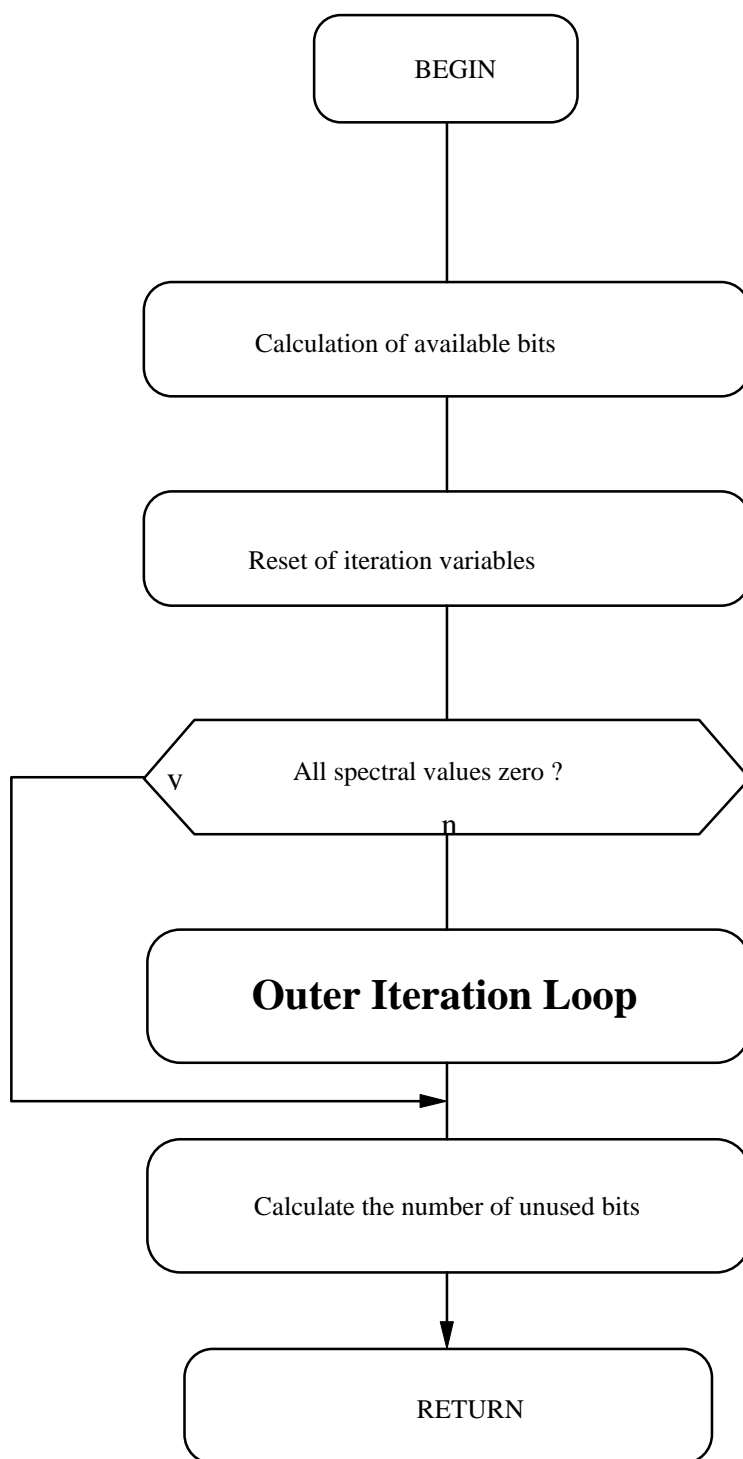 BEGIN
Calculation of available bits
Reset of iteration variables
All spectral values zero ?
v
n
Outer Iteration Loop
Calculate the number of unused bits
RETURN